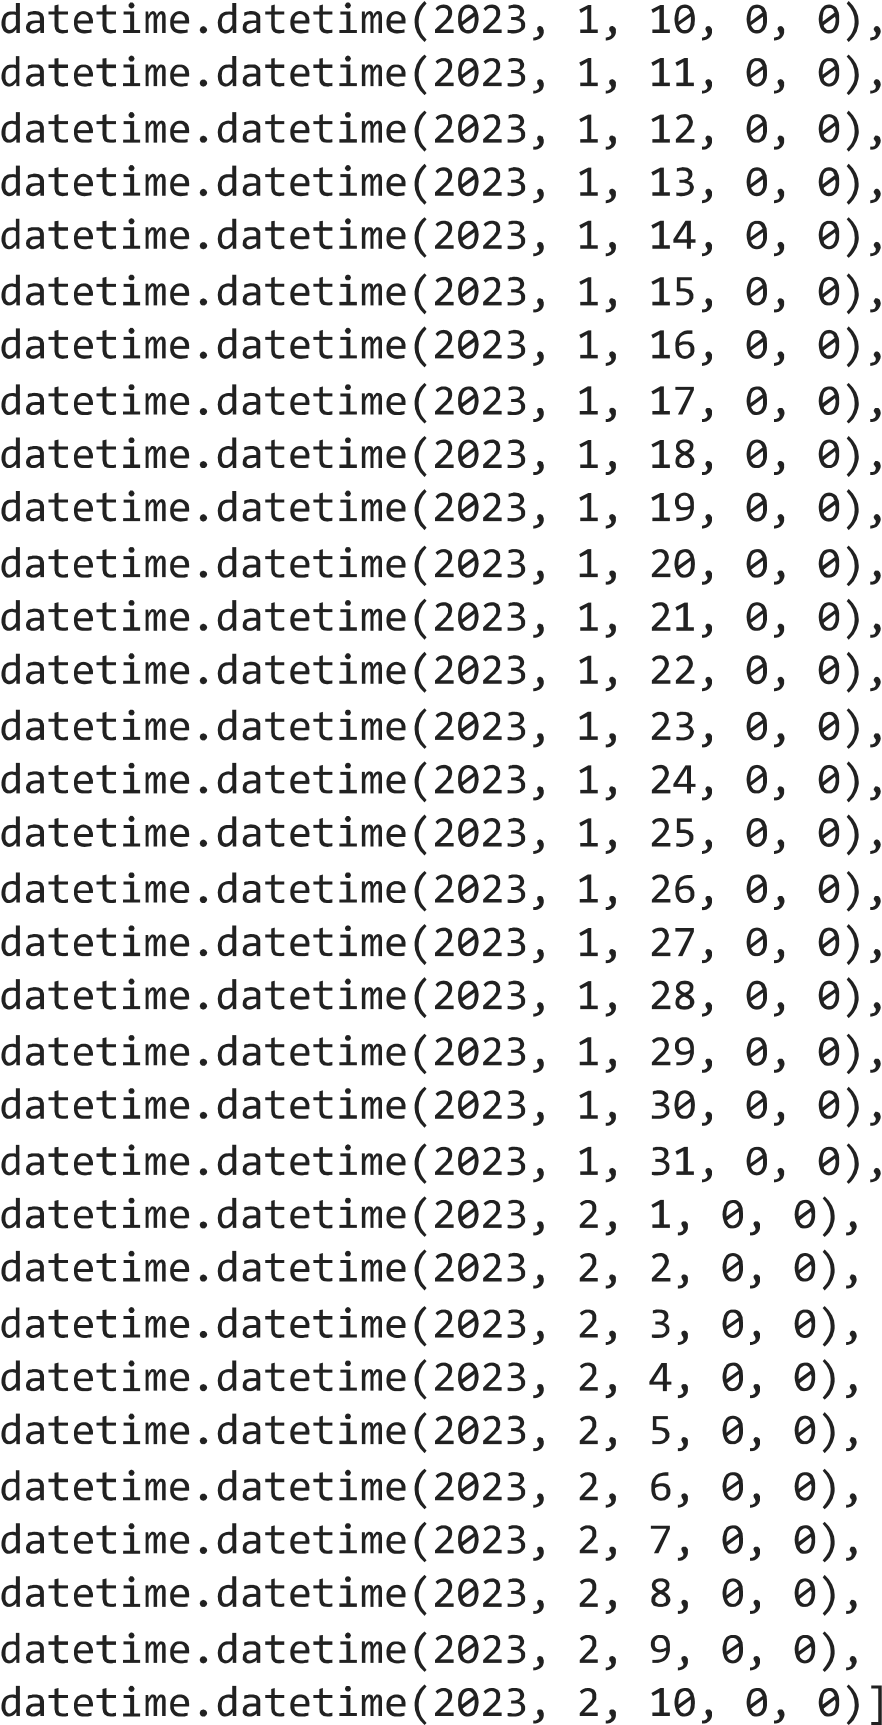 datetime.datetime(2023, 1, 10, 0, 0),
datetime.datetime(2023, 1, 11, 0, 0),
datetime.datetime(2023, 1, 12, 0, 0),
datetime.datetime(2023, 1, 13, 0, 0),
datetime.datetime(2023, 1, 14, 0, 0),
datetime.datetime(2023, 1, 15, 0, 0),
datetime.datetime(2023, 1, 16, 0, 0),
datetime.datetime(2023, 1, 17, 0, 0),
datetime.datetime(2023, 1, 18, 0, 0),
datetime.datetime(2023, 1, 19, 0, 0),
datetime.datetime(2023, 1, 20, 0, 0),
datetime.datetime(2023, 1, 21, 0, 0),
datetime.datetime(2023, 1, 22, 0, 0),
datetime.datetime(2023, 1, 23, 0, 0),
datetime.datetime(2023, 1, 24, 0, 0),
datetime.datetime(2023, 1, 25, 0, 0),
datetime.datetime(2023, 1, 26, 0, 0),
datetime.datetime(2023, 1, 27, 0, 0),
datetime.datetime(2023, 1, 28, 0, 0),
datetime.datetime(2023, 1, 29, 0, 0),
datetime.datetime(2023, 1, 30, 0, 0),
datetime.datetime(2023, 1, 31, 0, 0),
datetime.datetime(2023, 2, 1, 0, 0),
datetime.datetime(2023, 2, 2, 0, 0),
datetime.datetime(2023, 2, 3, 0, 0),
datetime.datetime(2023, 2, 4, 0, 0),
datetime.datetime(2023, 2, 5, 0, 0),
datetime.datetime(2023, 2, 6, 0, 0),
datetime.datetime(2023, 2, 7, 0, 0),
datetime.datetime(2023, 2, 8, 0, 0),
datetime.datetime(2023, 2, 9, 0, 0),
datetime.datetime(2023, 2, 10, 0, 0)]